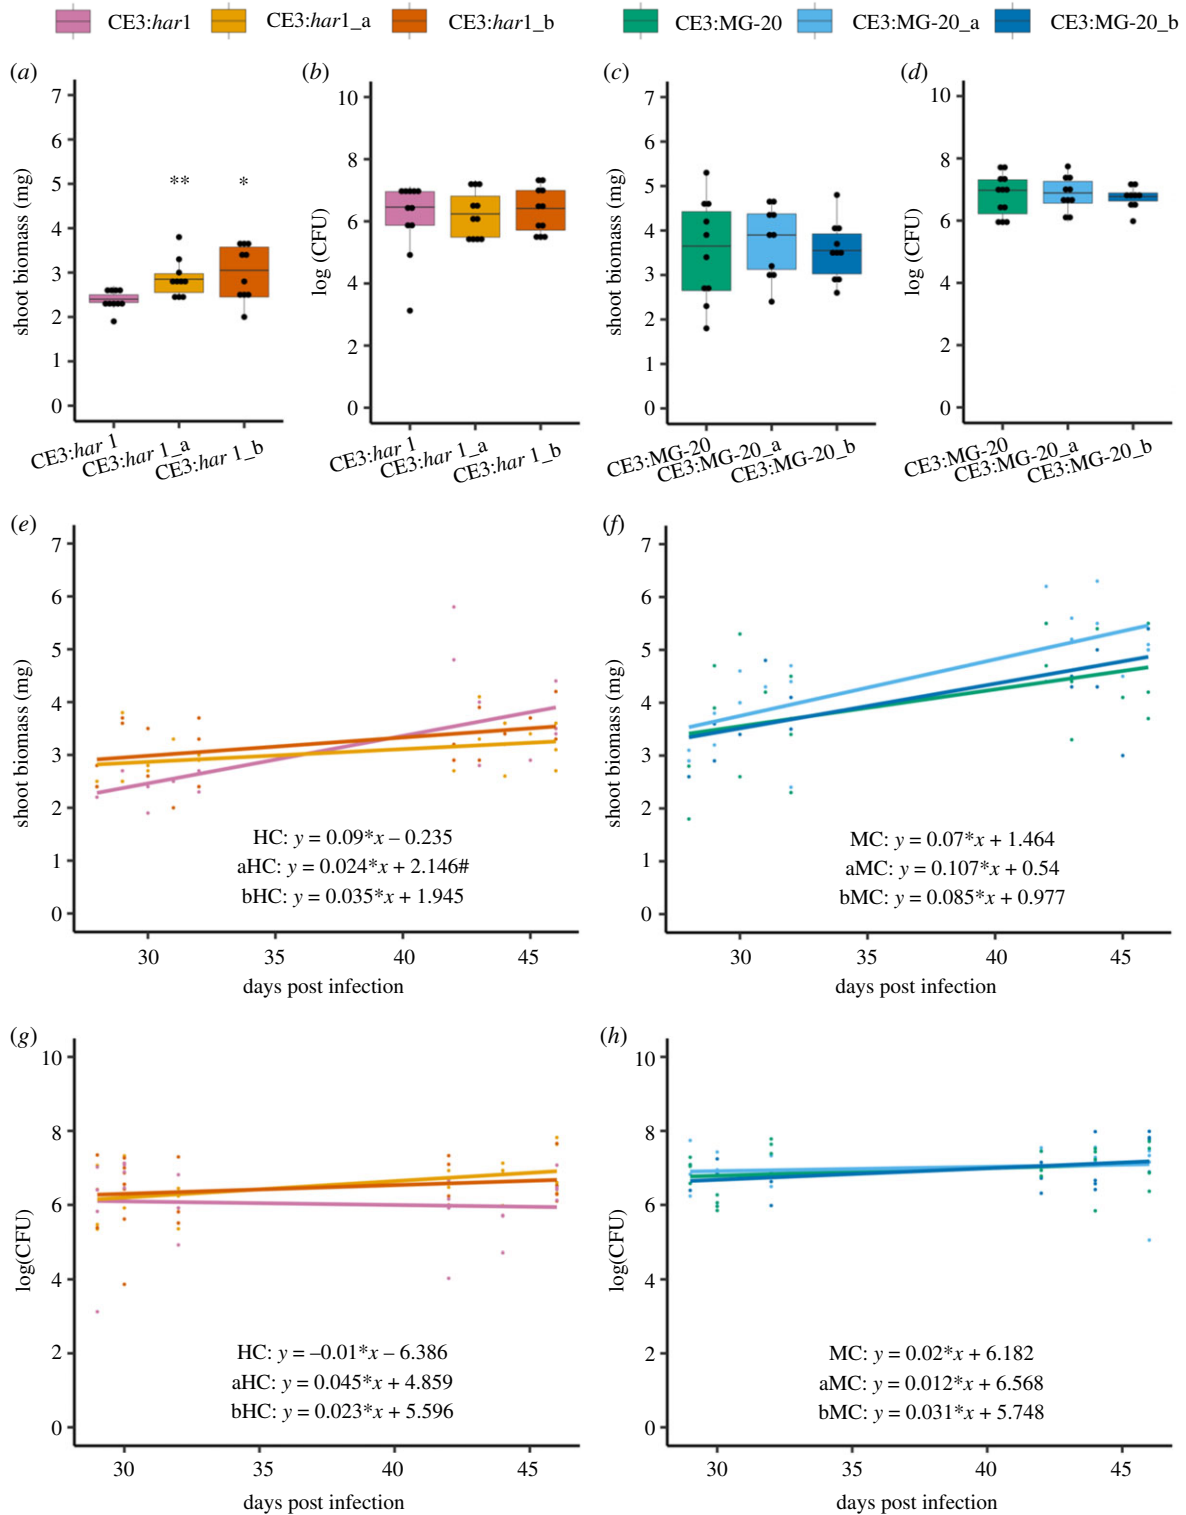 CE3:har1 CE3:har1_a CE3:har1_b CE3:MG-20 CE3:MG-20_a CE3:MG-20_b
(a) (b) (c) (d)
shoot biomass (mg)
7
6
5
4
3
2
1
0
** *
CE3:har 1
CE3:har 1_a
CE3:har 1_b
log (CFU)
10
8
6
4
2
0
CE3:har 1
CE3:har 1_a
CE3:har 1_b
shoot biomass (mg)
7
6
5
4
3
2
1
0
CE3:MG-20
CE3:MG-20_a
CE3:MG-20_b
log (CFU)
10
8
6
4
2
0
CE3:MG-20
CE3:MG-20_a
CE3:MG-20_b
(e)
shoot biomass (mg)
7
6
5
4
3
2
1
0
HC: y = 0.09*x – 0.235
aHC: y = 0.024*x + 2.146#
bHC: y = 0.035*x + 1.945
30 35 40 45
days post infection
(f)
shoot biomass (mg)
7
6
5
4
3
2
1
0
MC: y = 0.07*x + 1.464
aMC: y = 0.107*x + 0.54
bMC: y = 0.085*x + 0.977
30 35 40 45
days post infection
(g)
log(CFU)
10
8
6
4
2
0
HC: y = –0.01*x – 6.386
aHC: y = 0.045*x + 4.859
bHC: y = 0.023*x + 5.596
30 35 40 45
days post infection
(h)
log(CFU)
10
8
6
4
2
0
MC: y = 0.02*x + 6.182
aMC: y = 0.012*x + 6.568
bMC: y = 0.031*x + 5.748
30 35 40 45
days post infection